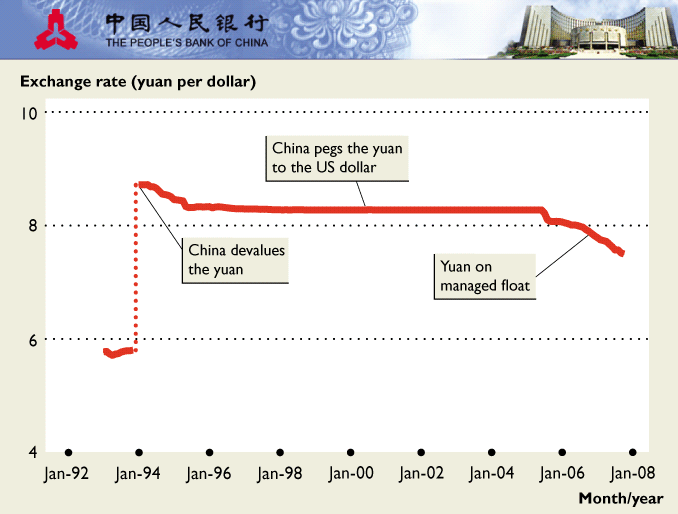 中国人民银行
THE PEOPLE'S BANK OF CHINA
Exchange rate (yuan per dollar)
10
China pegs the yuan
to the US dollar
8
China devalues
the yuan
Yuan on
managed float
6
4
Jan-92 Jan-94 Jan-96 Jan-98 Jan-00 Jan-02 Jan-04 Jan-06 Jan-08
Month/year